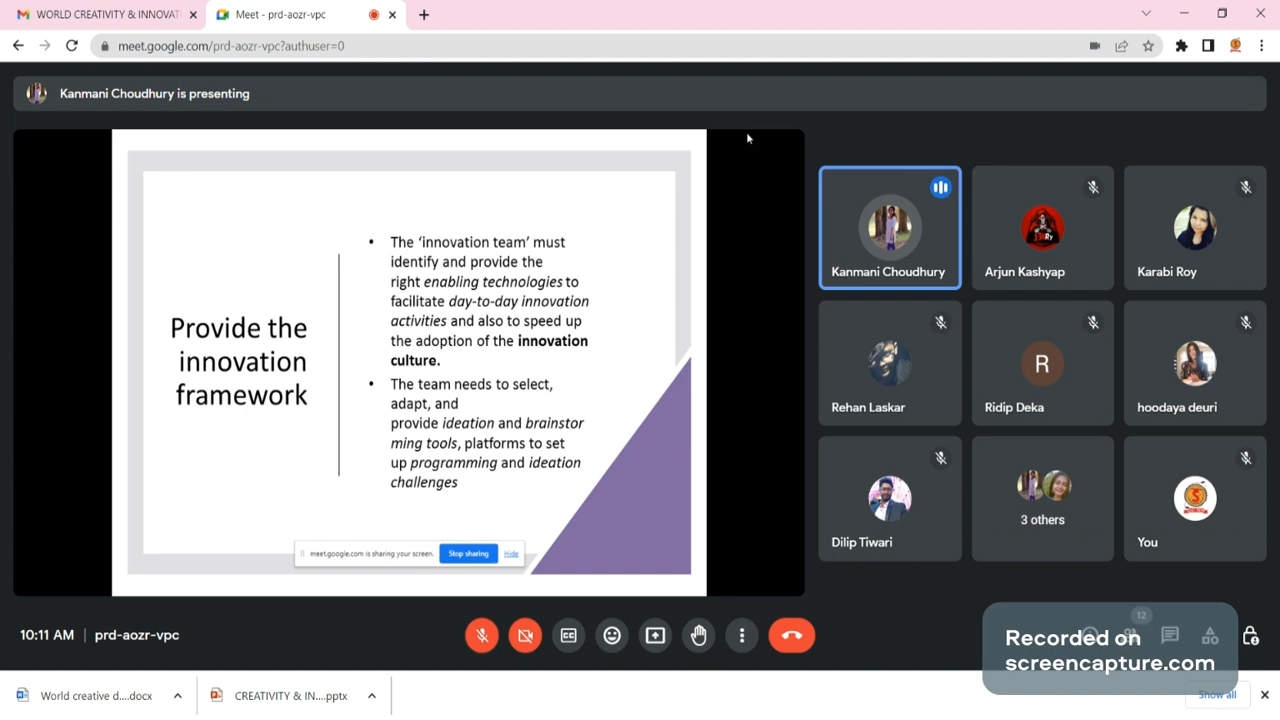 WORLD CREATIVITY & INNOVAT
Meet - prd-aozr-vpc
meet.google.com/prd-aozr-vpc?authuser=0
Kanmani Choudhury is presenting
Provide the
innovation
framework
• The ‘innovation team’ must
identify and provide the
right enabling technologies to
facilitate day-to-day innovation
activities and also to speed up
the adoption of the innovation
culture.
• The team needs to select,
adapt, and
provide ideation and brainstor
ming tools, platforms to set
up programming and ideation
challenges
meet.google.com is sharing your screen.
Stop sharing
Hide
Kanmani Choudhury
Arjun Kashyap
Karabi Roy
Rehan Laskar
R
Ridip Deka
hoodaya deuri
Dilip Tiwari
3 others
You
10:11 AM | prd-aozr-vpc
12
Recorded on
screencapture.com
World creative d....docx
CREATIVITY & IN....pptx
Show all